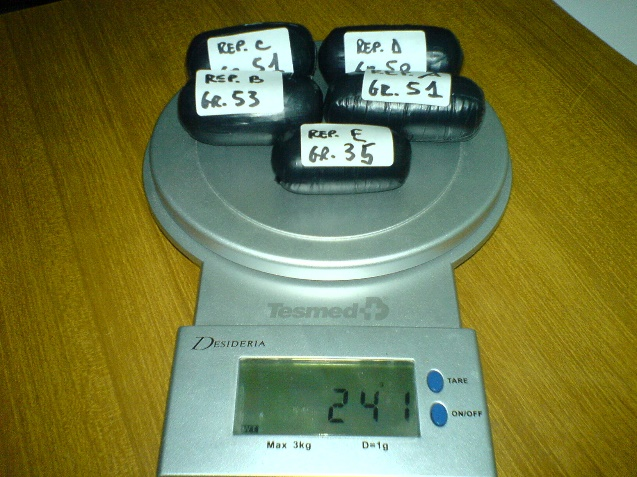 REP. C
GR. 51
REP. D
GR. 50
REP. B
GR. 53
REP. A
GR. 51
REP. E
GR. 35
Tesmed
DESIDERIA
241
TARE
ON/OFF
Max 3kg
D=1g